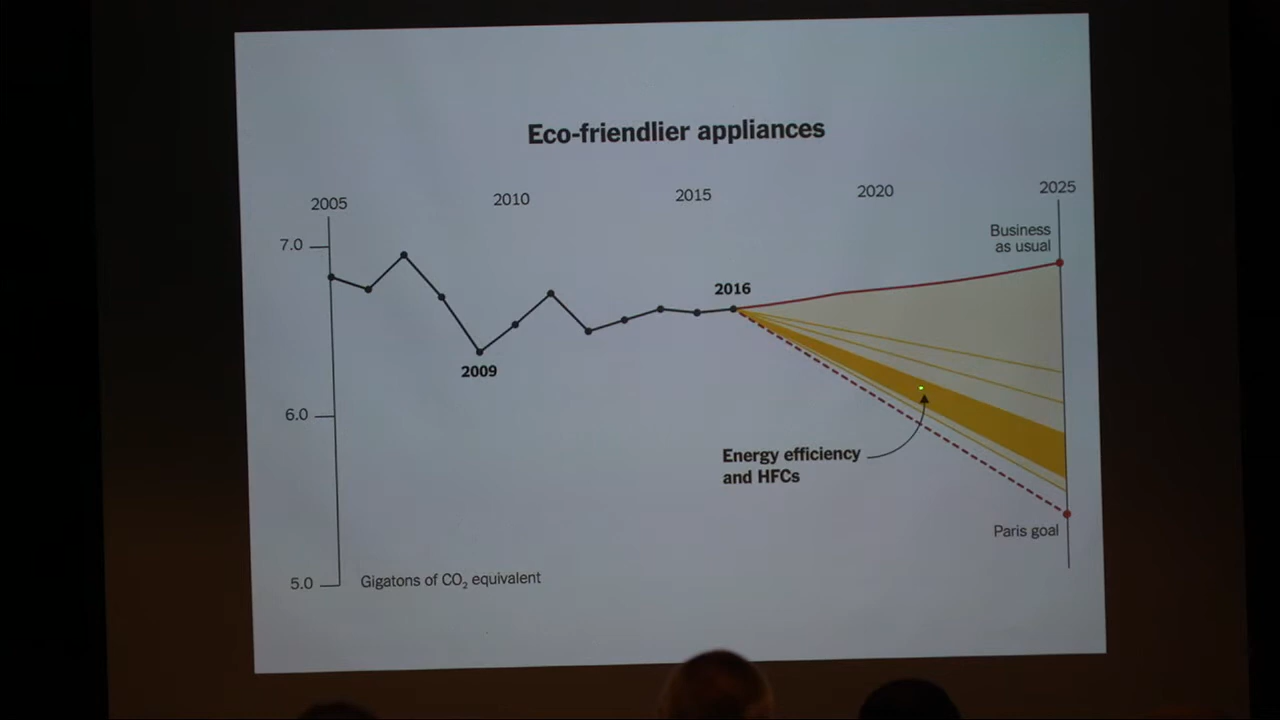 Eco-friendlier appliances
2005
2010
2015
2020
2025
7.0
Business
as usual
2016
2009
6.0
Energy efficiency
and HFCs
Paris goal
5.0
Gigatons of CO₂ equivalent